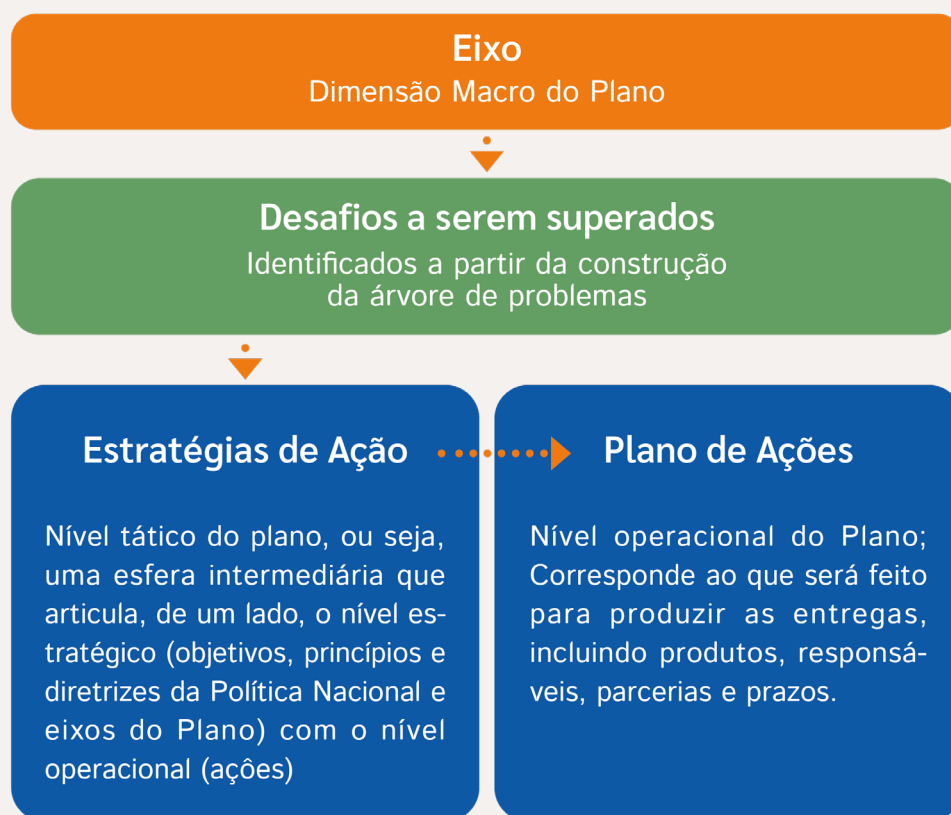 Eixo
Dimensão Macro do Plano
Desafios a serem superados
Identificados a partir da construção
da árvore de problemas
Estratégias de Ação
Nível tático do plano, ou seja,
uma esfera intermediária que
articula, de um lado, o nível es-
tratégico (objetivos, princípios e
diretrizes da Política Nacional e
eixos do Plano) com o nível
operacional (açôes)
Plano de Ações
Nível operacional do Plano;
Corresponde ao que será feito
para produzir as entregas,
incluindo produtos, responsá-
veis, parcerias e prazos.